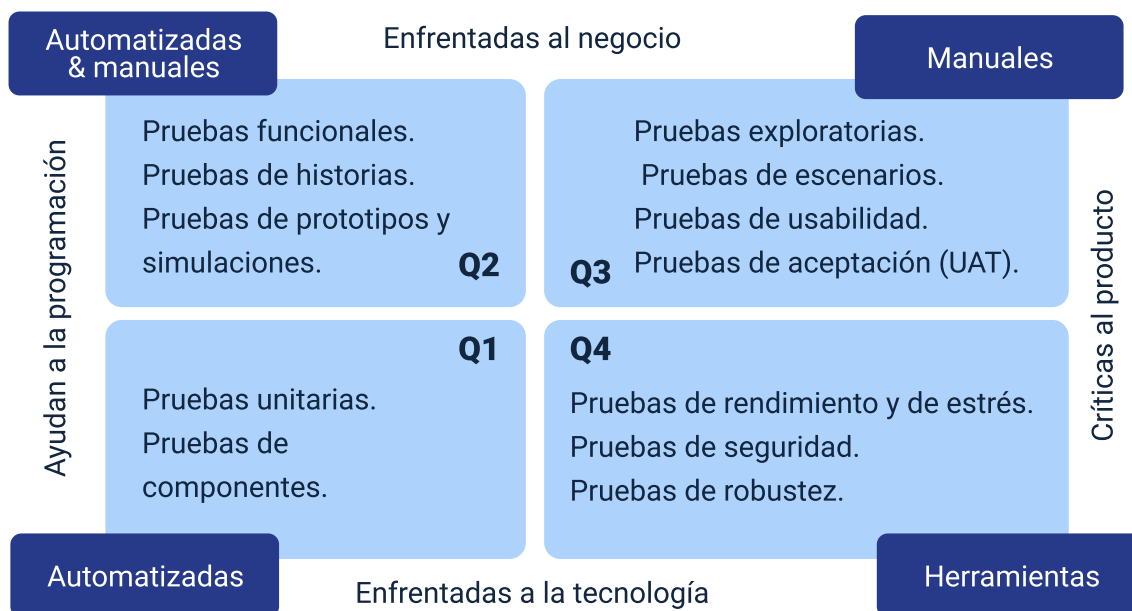 Automatizadas
& manuales
Enfrentadas al negocio
Manuales
Ayudan a la programación
Pruebas funcionales.
Pruebas de historias.
Pruebas de prototipos y
simulaciones.
Q2
Pruebas exploratorias.
Pruebas de escenarios.
Pruebas de usabilidad.
Pruebas de aceptación (UAT).
Q3
Críticas al producto
Q1
Pruebas unitarias.
Pruebas de
componentes.
Q4
Pruebas de rendimiento y de estrés.
Pruebas de seguridad.
Pruebas de robustez.
Automatizadas
Enfrentadas a la tecnología
Herramientas